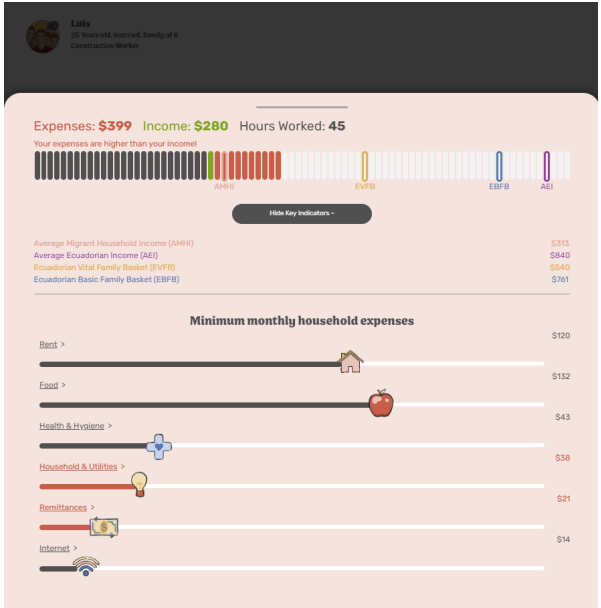 Luis
25 Years old, married, family of 6
Construction Worker
Expenses: $399 Income: $280 Hours Worked: 45
Your expenses are higher than your income!
AMHI EVFB EBFB AEI
Hide Key Indicators -
Average Migrant Household Income (AMHI) $313
Average Ecuadorian Income (AEI) $840
Ecuadorian Vital Family Basket (EVFB) $540
Ecuadorian Basic Family Basket (EBFB) $761
Minimum monthly household expenses
$120
Rent >
$132
Food >
$43
Health & Hygiene >
$38
Household & Utilities >
$21
Remittances >
$14
Internet >